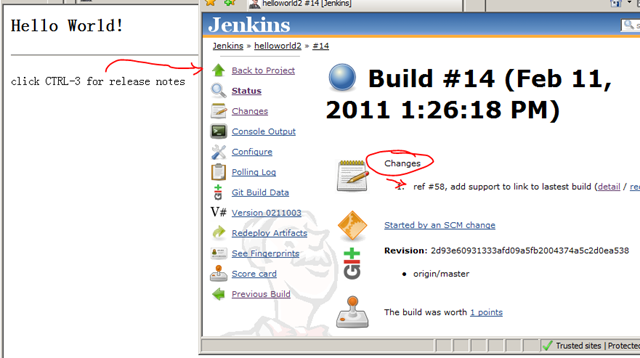 Hello World!
click CTRL-3 for release notes
helloworld2 #14 [Jenkins]
Jenkins
Jenkins » helloworld2 » #14
Back to Project
Status
Changes
Console Output
Configure
Polling Log
Git Build Data
V# Version 0211003
Redeploy Artifacts
See Fingerprints
Score card
Previous Build
Build #14 (Feb 11,
2011 1:26:18 PM)
Changes
1. ref #58, add support to link to lastest build (detail /
Started by an SCM change
git
Revision: 2d93e60931333afd09a5fb2004374a5c2d0ea538
• origin/master
The build was worth 1 points
Trusted sites | Protected